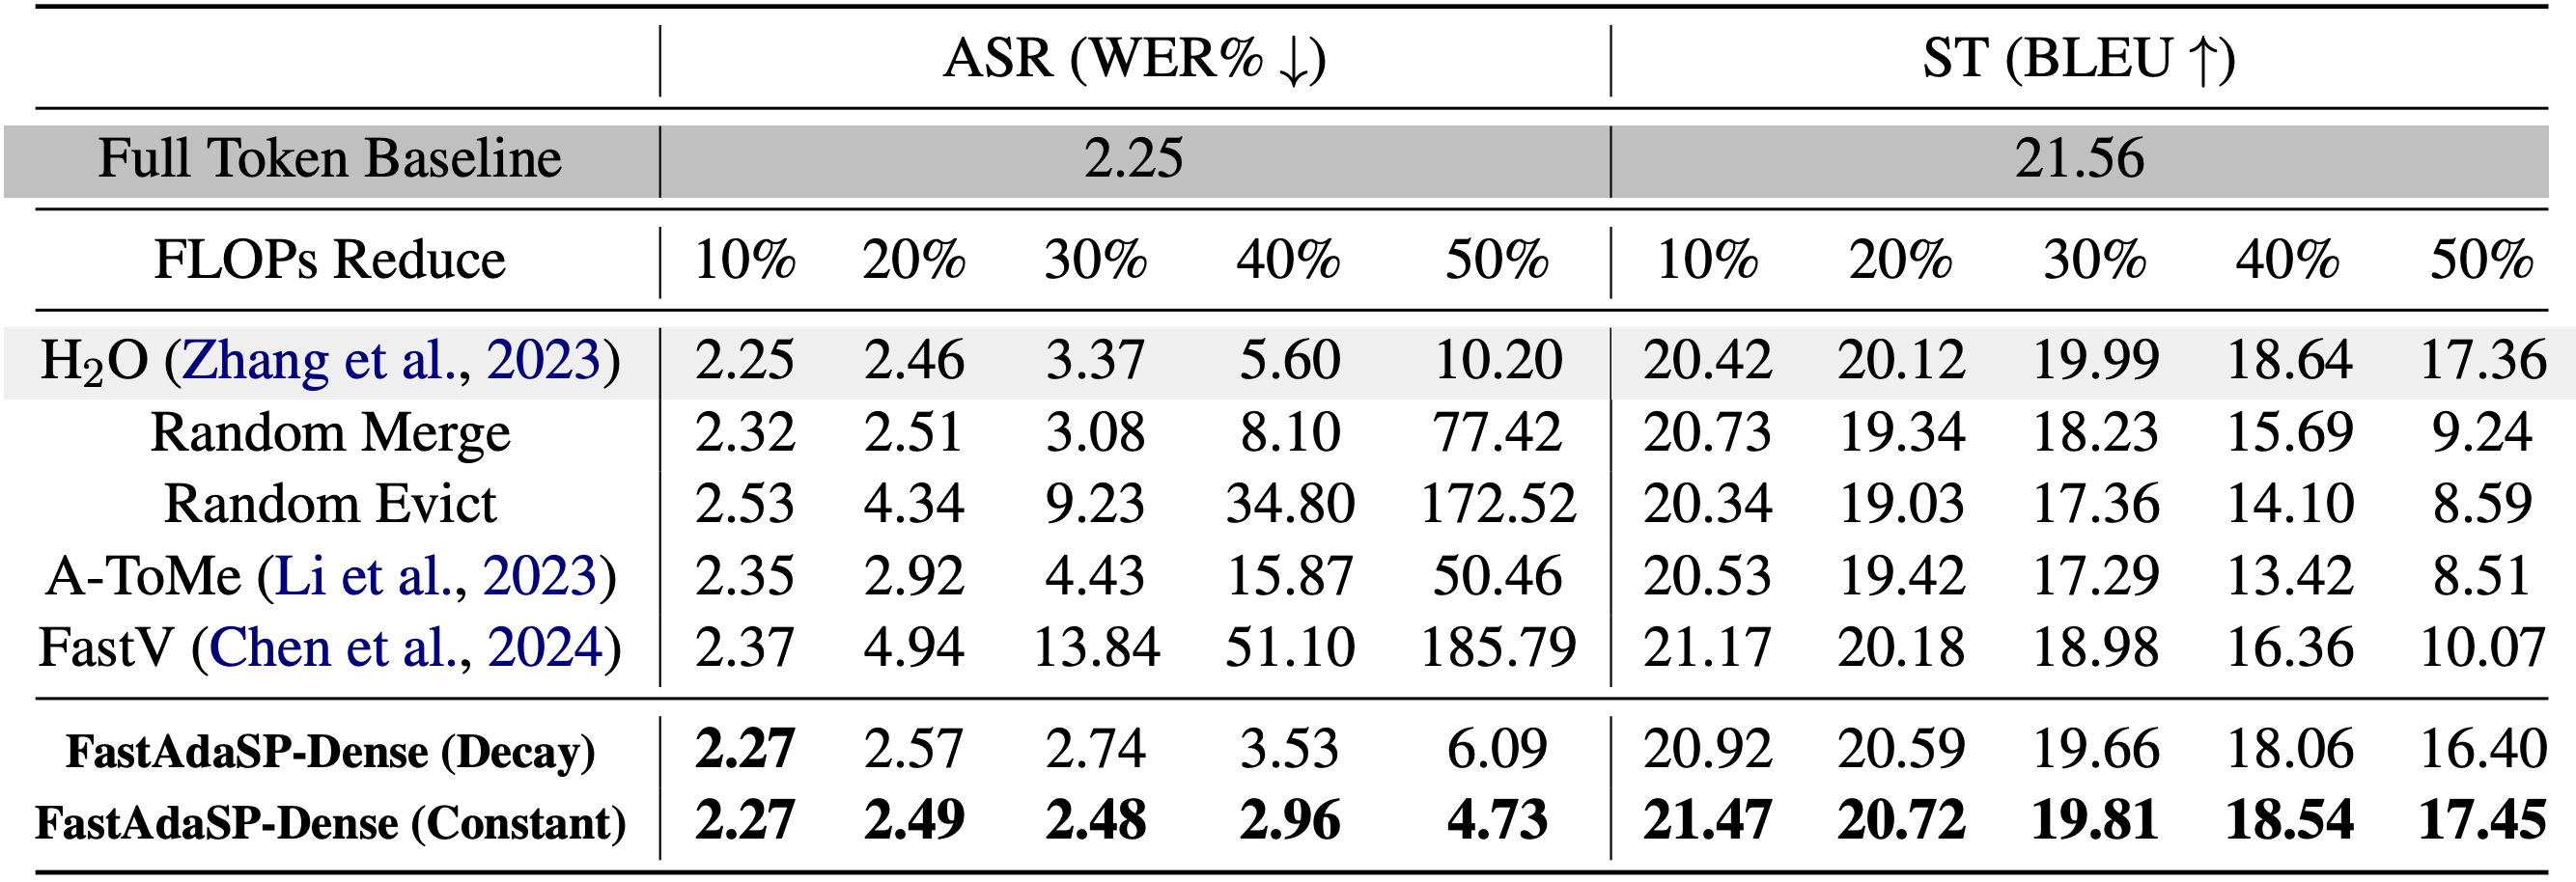 ASR (WER% ↓) ST (BLEU ↑)
Full Token Baseline 2.25 21.56
FLOPs Reduce 10% 20% 30% 40% 50% 10% 20% 30% 40% 50%
H₂O (Zhang et al., 2023) 2.25 2.46 3.37 5.60 10.20 20.42 20.12 19.99 18.64 17.36
Random Merge 2.32 2.51 3.08 8.10 77.42 20.73 19.34 18.23 15.69 9.24
Random Evict 2.53 4.34 9.23 34.80 172.52 20.34 19.03 17.36 14.10 8.59
A-ToMe (Li et al., 2023) 2.35 2.92 4.43 15.87 50.46 20.53 19.42 17.29 13.42 8.51
FastV (Chen et al., 2024) 2.37 4.94 13.84 51.10 185.79 21.17 20.18 18.98 16.36 10.07
FastAdaSP-Dense (Decay) 2.27 2.57 2.74 3.53 6.09 20.92 20.59 19.66 18.06 16.40
FastAdaSP-Dense (Constant) 2.27 2.49 2.48 2.96 4.73 21.47 20.72 19.81 18.54 17.45